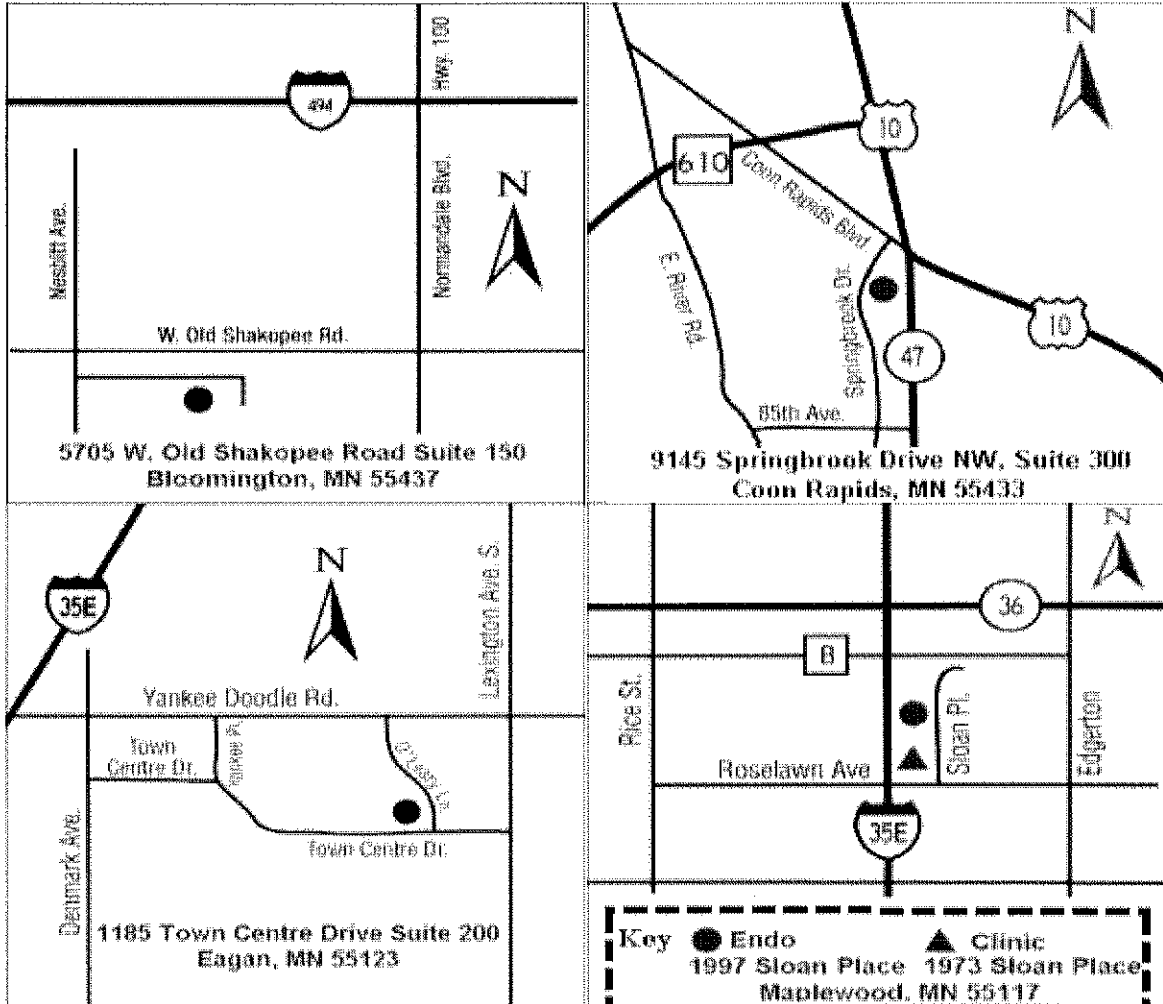 494
Hwy. 100
Nesbitt Ave.
Normandale Blvd.
N
W. Old Shakopee Rd.
5705 W. Old Shakopee Road Suite 150
Bloomington, MN 55437
N
10
610
Coon Rapids Blvd.
E. River Rd.
Springbrook Dr.
10
47
85th Ave.
9145 Springbrook Drive NW, Suite 300
Coon Rapids, MN 55433
35E
N
Lexington Ave. S.
Yankee Doodle Rd.
Town
Centre Dr.
Yankee Pl.
Town Centre Dr.
Denmark Ave.
1185 Town Centre Drive Suite 200
Eagan, MN 55123
N
36
B
Rice St.
Sloan Pl.
Edgerton
Roselawn Ave
35E
Key Endo Clinic
1997 Sloan Place 1973 Sloan Place
Maplewood, MN 55117